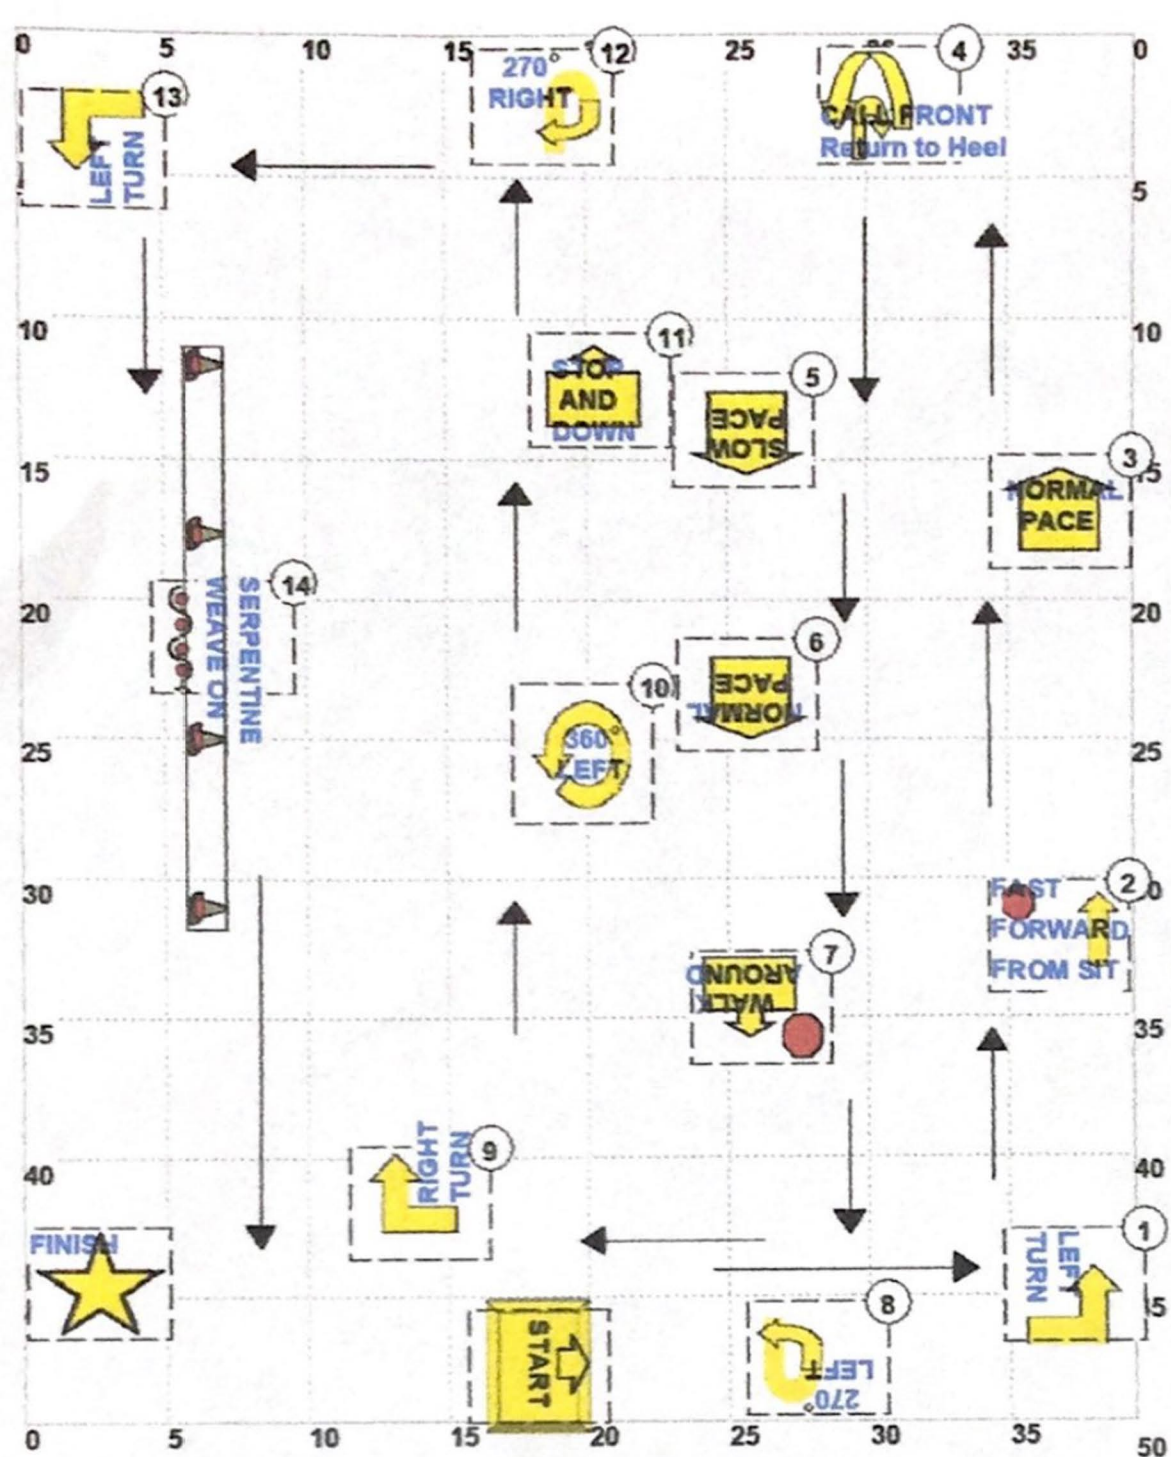 0 5 10 15 25 35 0
12
4
270°
RIGHT
CALL FRONT
Return to Heel
13
LEFT
TURN
5
10
10
11
STOP
AND
DOWN
5
SLOW
PACE
15
3
NORMAL
PACE
14
SERPENTINE
WEAVE ON
20
20
6
NORMAL
PACE
10
360°
LEFT
25
25
30
2
FAST
FORWARD
FROM SIT
7
WALK
AROUND
35
35
9
RIGHT
TURN
40
40
1
LEFT
TURN
FINISH
START
8
270°
LEFT
0 5 10 15 20 25 30 35 50